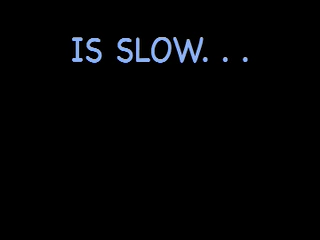 IS SLOW. . .